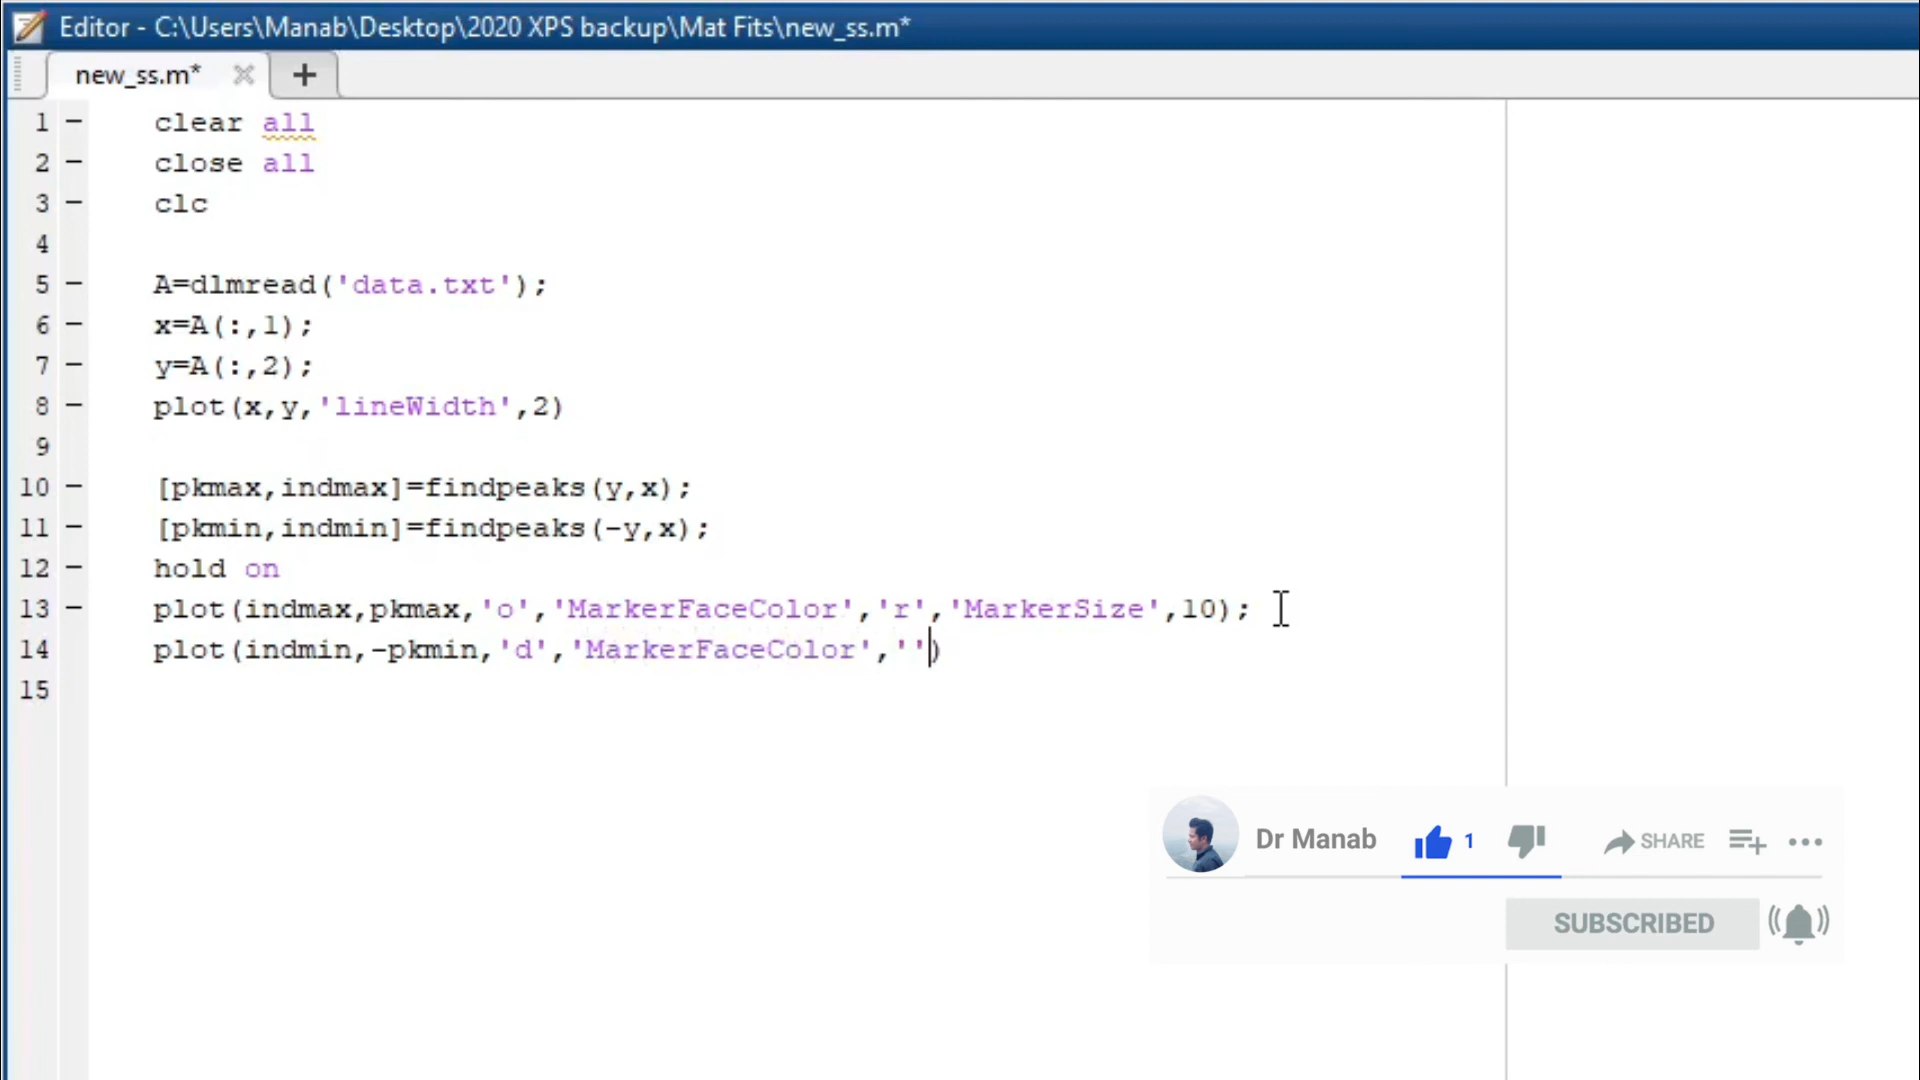 Editor - C:\Users\Manab\Desktop\2020 XPS backup\Mat Fits\new_ss.m*
new_ss.m* × +
1 - clear all
2 - close all
3 - clc
4
5 - A=dlmread('data.txt');
6 - x=A(:,1);
7 - y=A(:,2);
8 - plot(x,y,'lineWidth',2)
9
10 - [pkmax,indmax]=findpeaks(y,x);
11 - [pkmin,indmin]=findpeaks(-y,x);
12 - hold on
13 - plot(indmax,pkmax,'o','MarkerFaceColor','r','MarkerSize',10);
14 plot(indmin,-pkmin,'d','MarkerFaceColor','')
15
Dr Manab 1 SHARE
SUBSCRIBED